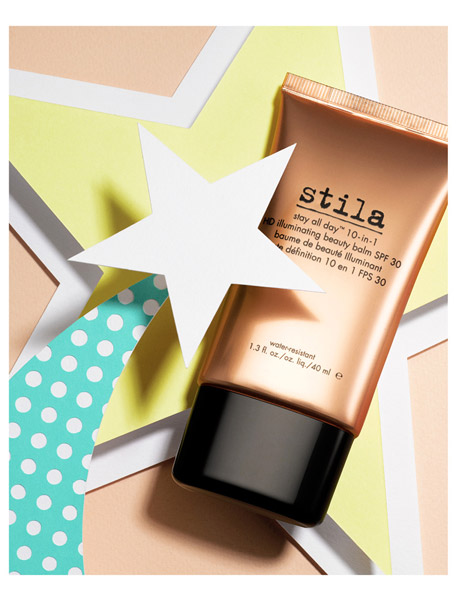 stila
stay all day™ 10-in-1
HD illuminating beauty balm SPF 30
baume de beauté illuminant
définition 10 en 1 FPS 30
water-resistant
1.3 fl. oz./oz. liq./40 ml ℮